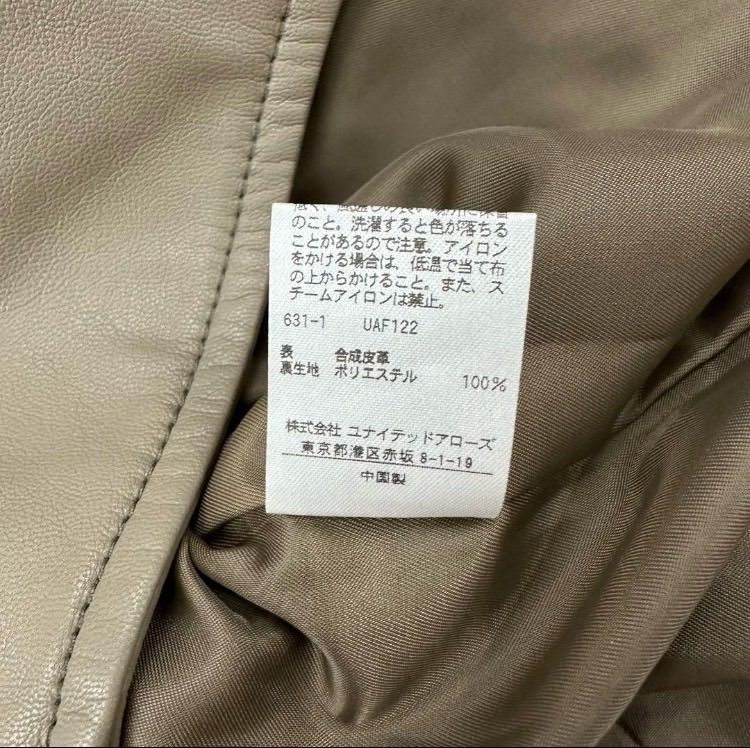 のこと。洗濯すると色が落ちる
ことがあるので注意。アイロン
をかける場合は、低温で当て布
の上からかけること。また、ス
チームアイロンは禁止。
631-1 UAF122
表 合成皮革
裏生地 ポリエステル 100%
株式会社 ユナイテッドアローズ
東京都港区赤坂 8-1-19
中国製